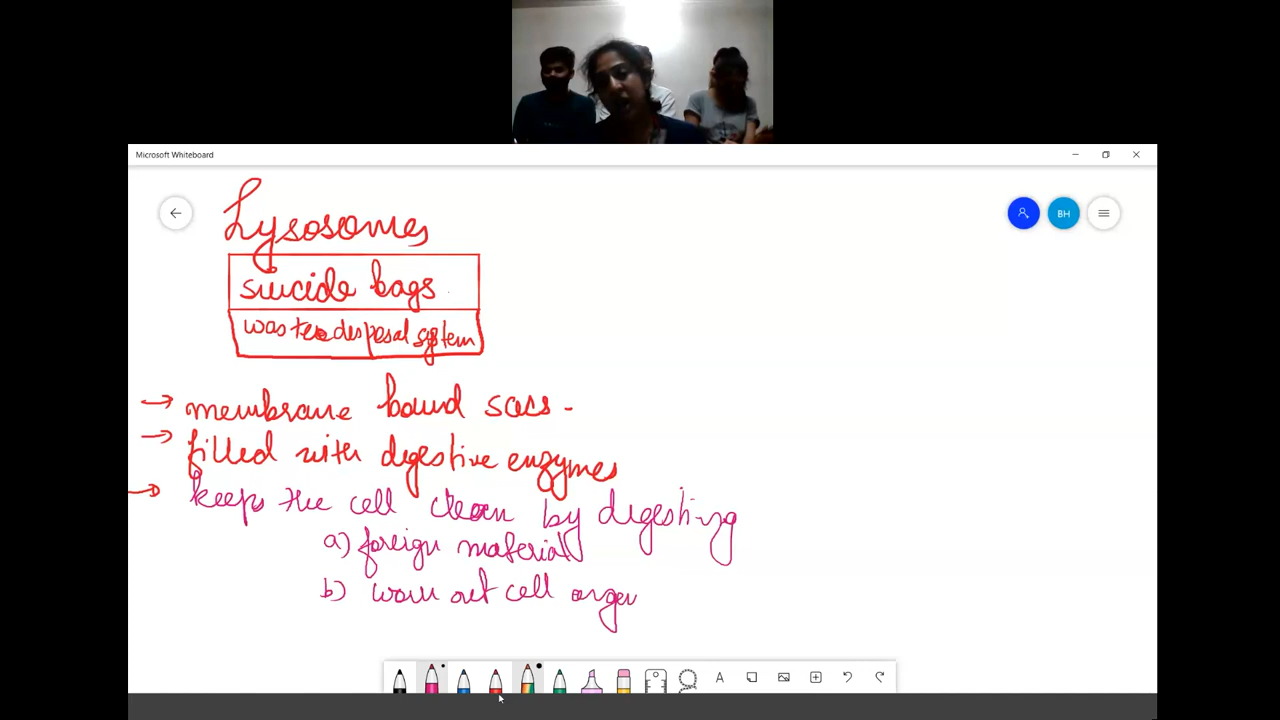 Microsoft Whiteboard
BH
Lysosomes
suicide bags
waste disposal system
→ membrane bound sacs.
→ filled with digestive enzymes
→ keeps the cell clean by digesting
a) foreign material
b) worn out cell organ
A